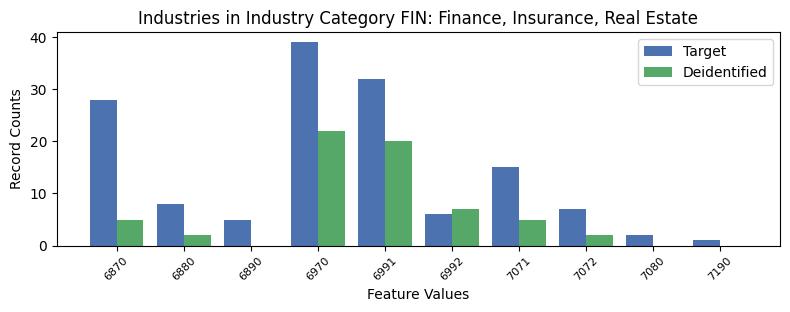 Industries in Industry Category FIN: Finance, Insurance, Real Estate
Target
Deidentified
Record Counts
40
30
20
10
0
6870 6880 6890 6970 6991 6992 7071 7072 7080 7190
Feature Values